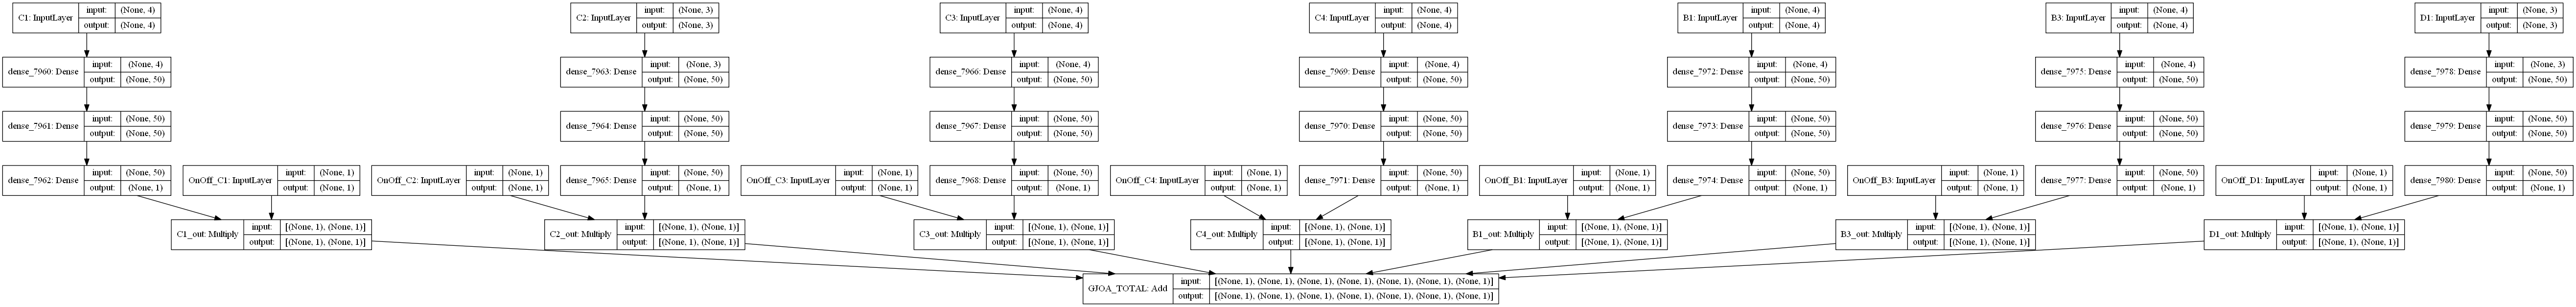 C1: InputLayer input: (None, 4) output: (None, 4)
C2: InputLayer input: (None, 3) output: (None, 3)
C3: InputLayer input: (None, 4) output: (None, 4)
C4: InputLayer input: (None, 4) output: (None, 4)
B1: InputLayer input: (None, 4) output: (None, 4)
B3: InputLayer input: (None, 4) output: (None, 4)
D1: InputLayer input: (None, 3) output: (None, 3)
dense_7960: Dense input: (None, 4) output: (None, 50)
dense_7963: Dense input: (None, 3) output: (None, 50)
dense_7966: Dense input: (None, 4) output: (None, 50)
dense_7969: Dense input: (None, 4) output: (None, 50)
dense_7972: Dense input: (None, 4) output: (None, 50)
dense_7975: Dense input: (None, 4) output: (None, 50)
dense_7978: Dense input: (None, 3) output: (None, 50)
dense_7961: Dense input: (None, 50) output: (None, 50)
dense_7964: Dense input: (None, 50) output: (None, 50)
dense_7967: Dense input: (None, 50) output: (None, 50)
dense_7970: Dense input: (None, 50) output: (None, 50)
dense_7973: Dense input: (None, 50) output: (None, 50)
dense_7976: Dense input: (None, 50) output: (None, 50)
dense_7979: Dense input: (None, 50) output: (None, 50)
dense_7962: Dense input: (None, 50) output: (None, 1)
OnOff_C1: InputLayer input: (None, 1) output: (None, 1)
OnOff_C2: InputLayer input: (None, 1) output: (None, 1)
dense_7965: Dense input: (None, 50) output: (None, 1)
OnOff_C3: InputLayer input: (None, 1) output: (None, 1)
dense_7968: Dense input: (None, 50) output: (None, 1)
OnOff_C4: InputLayer input: (None, 1) output: (None, 1)
dense_7971: Dense input: (None, 50) output: (None, 1)
OnOff_B1: InputLayer input: (None, 1) output: (None, 1)
dense_7974: Dense input: (None, 50) output: (None, 1)
OnOff_B3: InputLayer input: (None, 1) output: (None, 1)
dense_7977: Dense input: (None, 50) output: (None, 1)
OnOff_D1: InputLayer input: (None, 1) output: (None, 1)
dense_7980: Dense input: (None, 50) output: (None, 1)
C1_out: Multiply input: [(None, 1), (None, 1)] output: [(None, 1), (None, 1)]
C2_out: Multiply input: [(None, 1), (None, 1)] output: [(None, 1), (None, 1)]
C3_out: Multiply input: [(None, 1), (None, 1)] output: [(None, 1), (None, 1)]
C4_out: Multiply input: [(None, 1), (None, 1)] output: [(None, 1), (None, 1)]
B1_out: Multiply input: [(None, 1), (None, 1)] output: [(None, 1), (None, 1)]
B3_out: Multiply input: [(None, 1), (None, 1)] output: [(None, 1), (None, 1)]
D1_out: Multiply input: [(None, 1), (None, 1)] output: [(None, 1), (None, 1)]
GJOA_TOTAL: Add input: [(None, 1), (None, 1), (None, 1), (None, 1), (None, 1), (None, 1), (None, 1)] output: [(None, 1), (None, 1), (None, 1), (None, 1), (None, 1), (None, 1), (None, 1)]